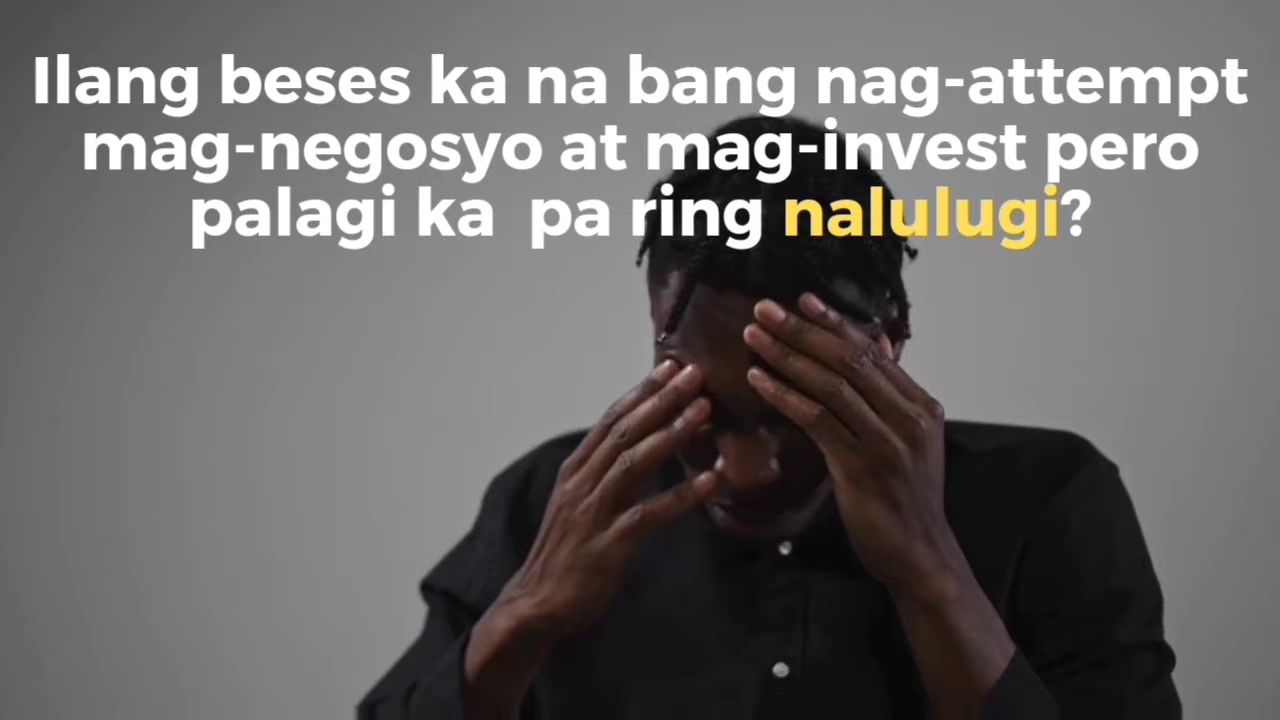 Ilang beses ka na bang nag-attempt
mag-negosyo at mag-invest pero
palagi ka pa ring nalulugi?